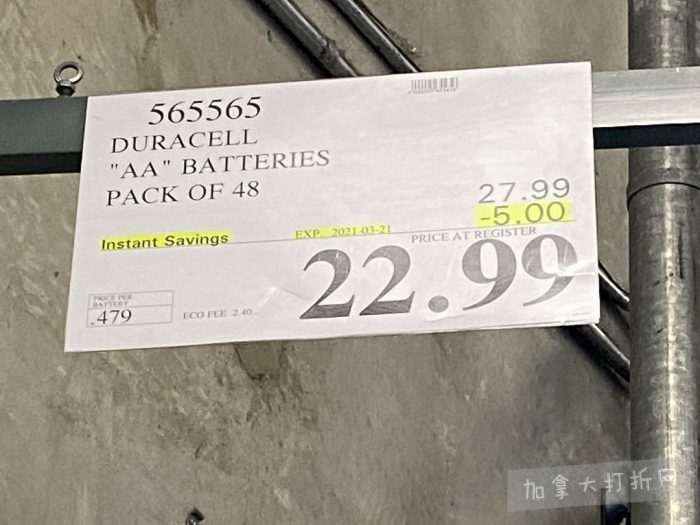 565565
DURACELL
"AA" BATTERIES
PACK OF 48
27.99
-5.00
Instant Savings
EXP. 2021-03-21
PRICE AT REGISTER
22.99
PRICE PER
BATTERY
.479
ECO FEE 2.40
加拿大打折网